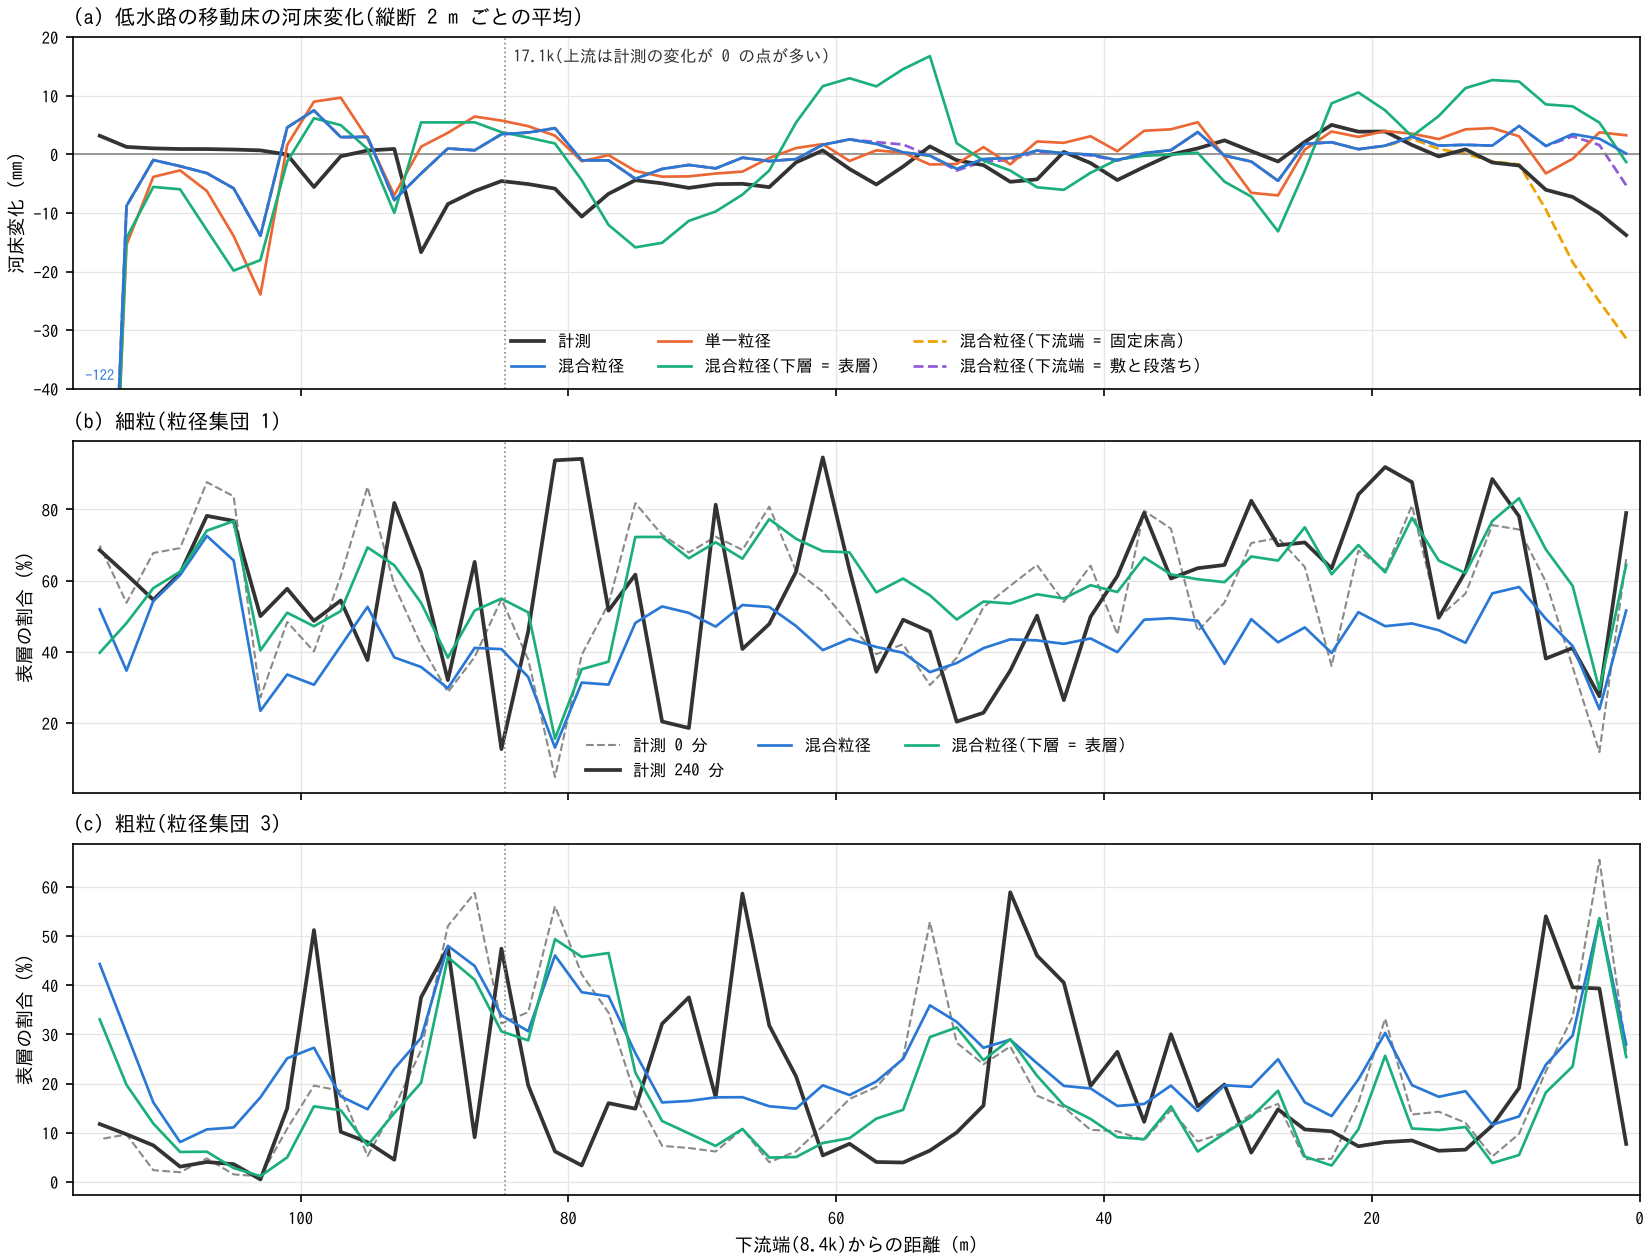 (a) 低水路の移動床の河床変化(縦断 2 m ごとの平均)
17.1k(上流は計測の変化が 0 の点が多い)
河床変化 (mm)
20
10
0
−10
−20
−30
−40
−122
計測
単一粒径
混合粒径(下流端 = 固定床高)
混合粒径
混合粒径(下層 = 表層)
混合粒径(下流端 = 敷と段落ち)
(b) 細粒(粒径集団 1)
表層の割合 (%)
80
60
40
20
計測 0 分
混合粒径
混合粒径(下層 = 表層)
計測 240 分
(c) 粗粒(粒径集団 3)
表層の割合 (%)
60
50
40
30
20
10
0
100
80
60
40
20
0
下流端(8.4k)からの距離 (m)